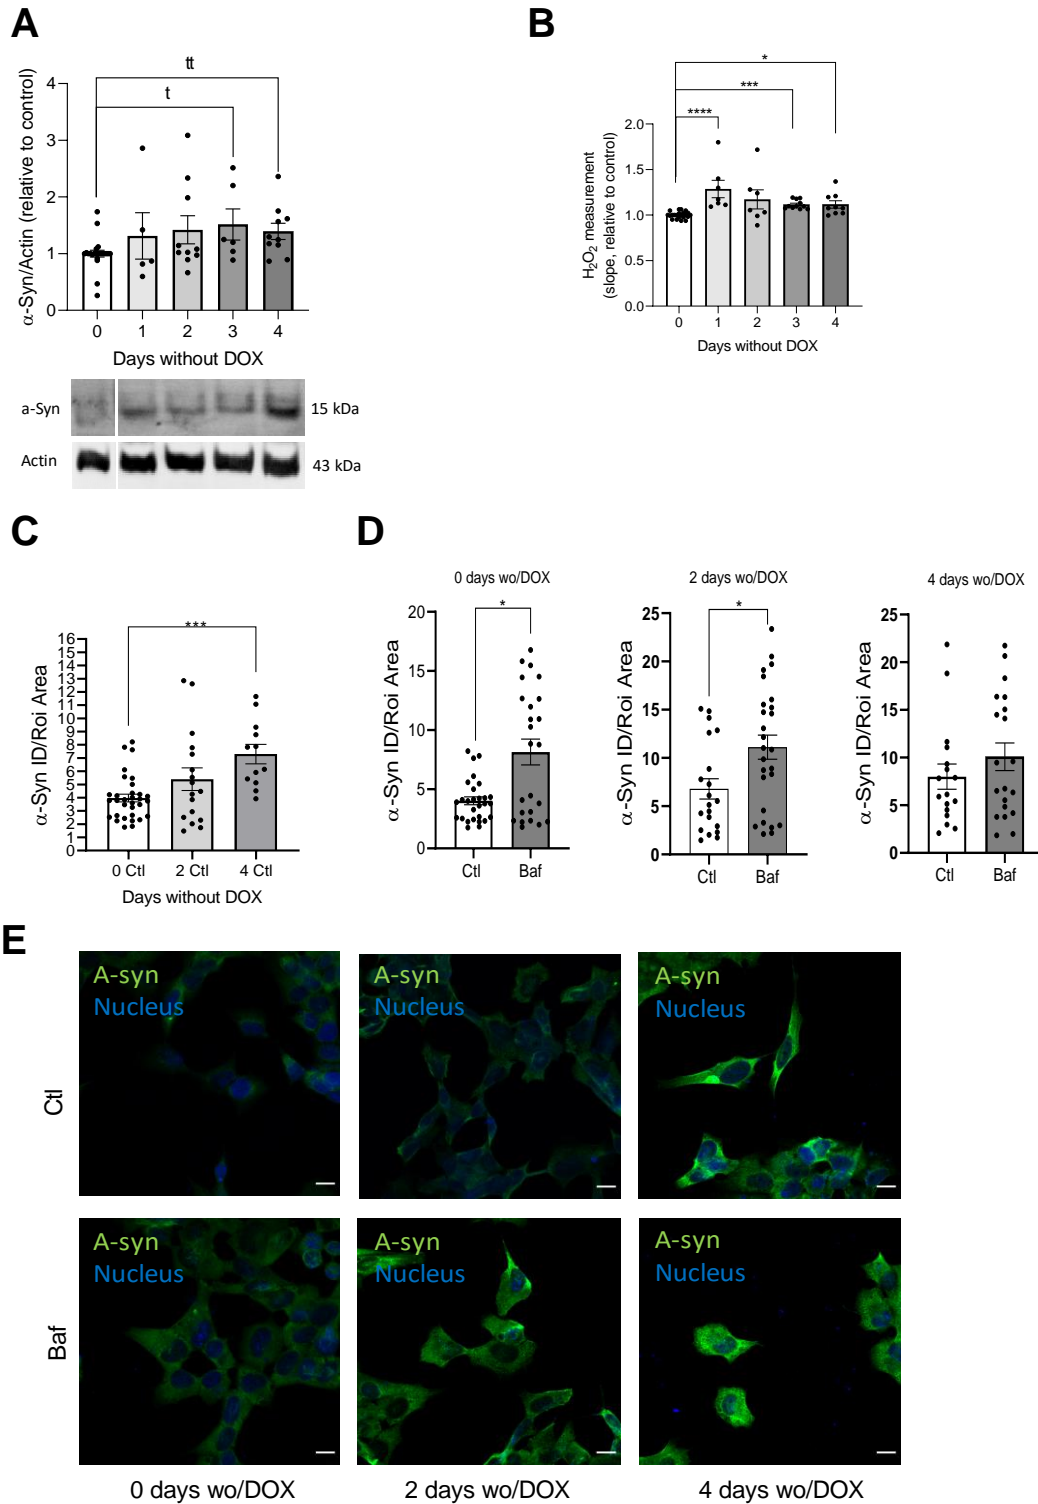 A
tt
t
4
3
2
1
0
α-Syn/Actin (relative to control)
0 1 2 3 4
Days without DOX
a-Syn 15 kDa
Actin 43 kDa
B
*
***
****
2.0
1.5
1.0
0.5
0.0
H2O2 measurement
(slope, relative to control)
0 1 2 3 4
Days without DOX
C
***
16
15
14
13
12
11
10
9
8
7
6
5
4
3
2
1
0
α-Syn ID/Roi Area
0 Ctl 2 Ctl 4 Ctl
Days without DOX
D
0 days wo/DOX
*
20
15
10
5
0
α-Syn ID/Roi Area
Ctl Baf
2 days wo/DOX
*
25
20
15
10
5
0
α-Syn ID/Roi Area
Ctl Baf
4 days wo/DOX
25
20
15
10
5
0
α-Syn ID/Roi Area
Ctl Baf
E
Ctl
A-syn
Nucleus
A-syn
Nucleus
A-syn
Nucleus
Baf
A-syn
Nucleus
A-syn
Nucleus
A-syn
Nucleus
0 days wo/DOX 2 days wo/DOX 4 days wo/DOX